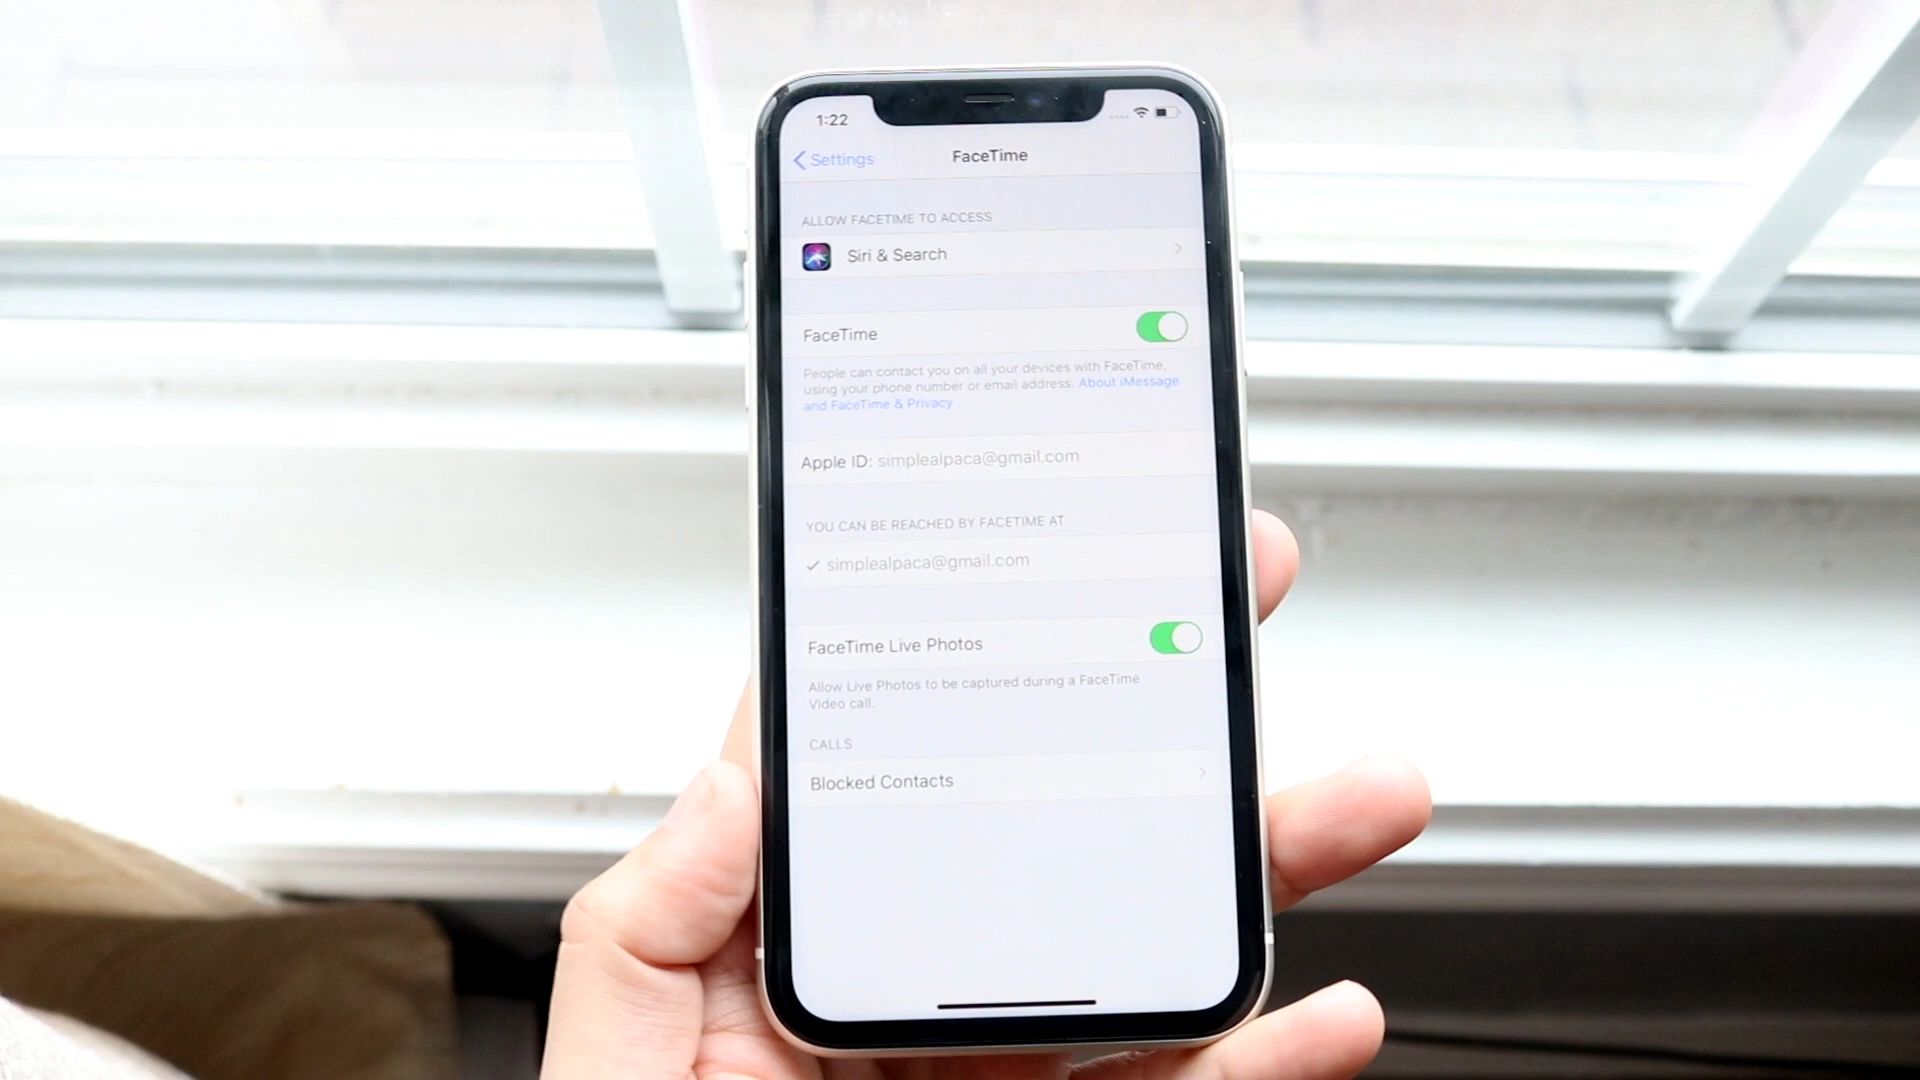 1:22
Settings
FaceTime
ALLOW FACETIME TO ACCESS
Siri & Search
FaceTime
People can contact you on all your devices with FaceTime,
using your phone number or email address. About iMessage
and FaceTime & Privacy
Apple ID: simplealpaca@gmail.com
YOU CAN BE REACHED BY FACETIME AT
simplealpaca@gmail.com
FaceTime Live Photos
Allow Live Photos to be captured during a FaceTime
Video call.
CALLS
Blocked Contacts